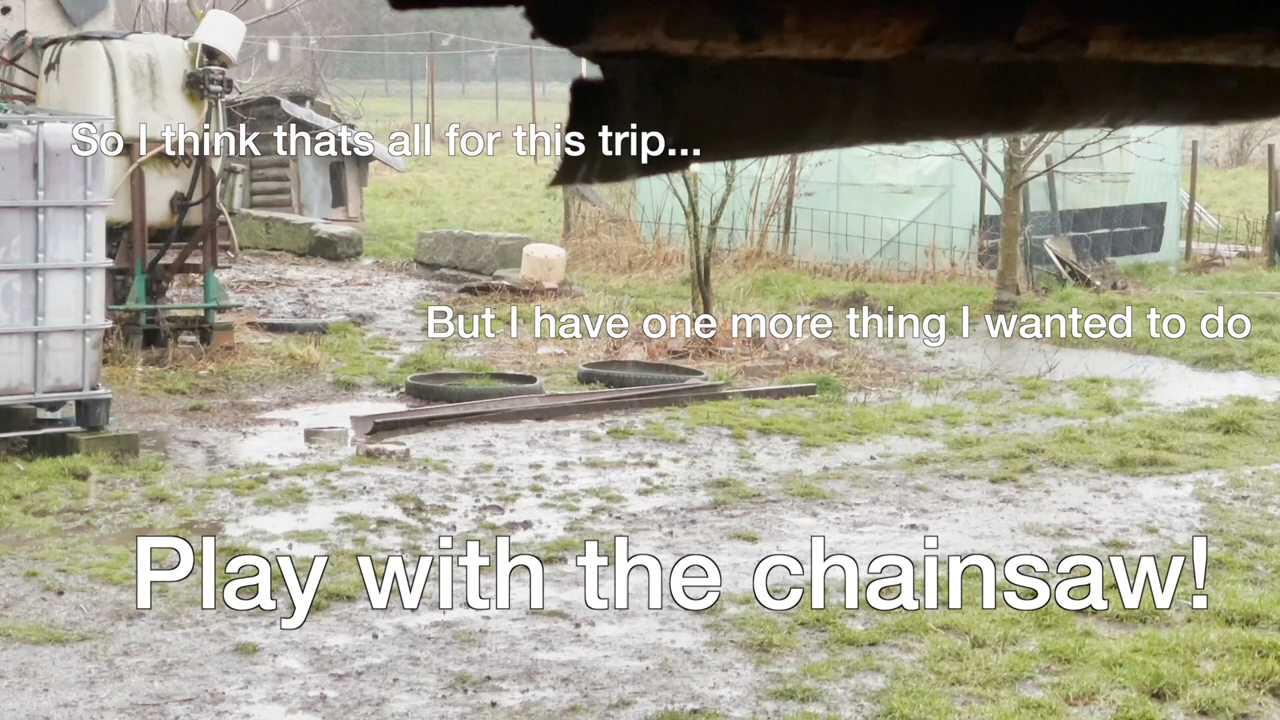 So I think thats all for this trip...
But I have one more thing I wanted to do
Play with the chainsaw!